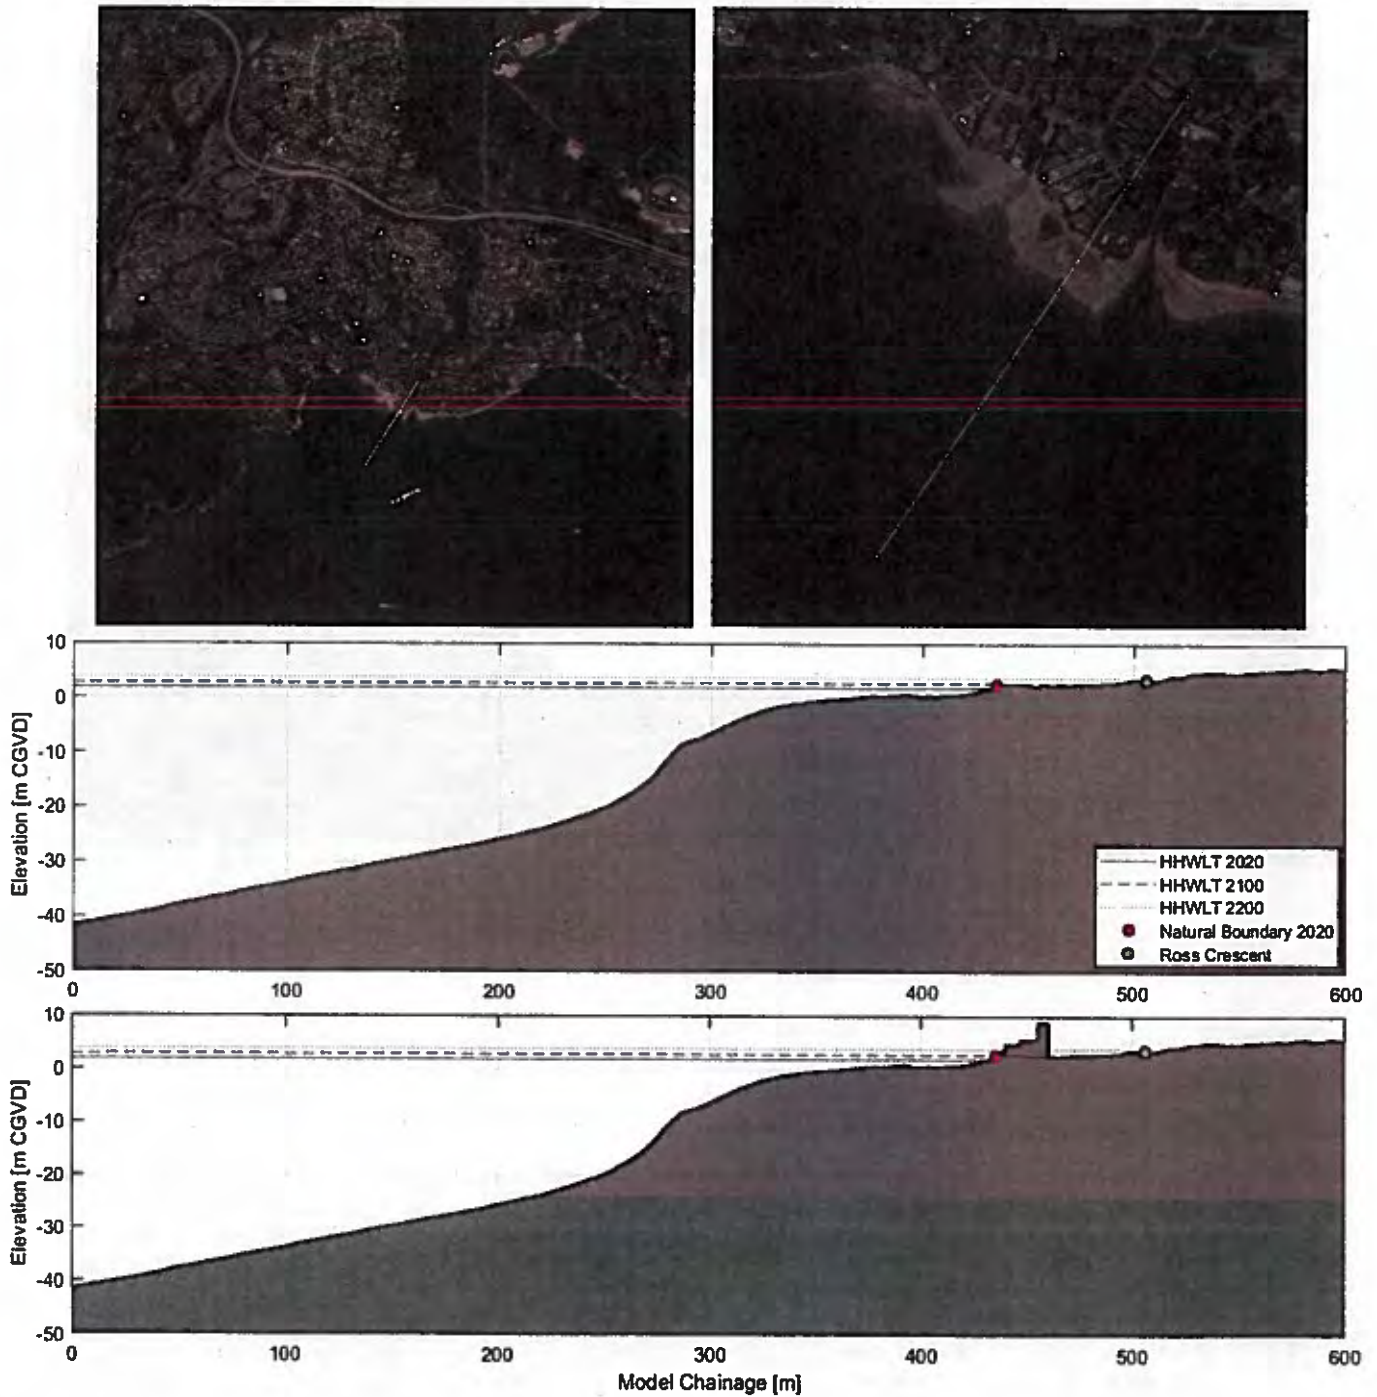 10
0
-10
-20
-30
-40
-50
Elevation [m CGVD]
0 100 200 300 400 500 600
HHWLT 2020
HHWLT 2100
HHWLT 2200
Natural Boundary 2020
Ross Crescent
10
0
-10
-20
-30
-40
-50
Elevation [m CGVD]
0 100 200 300 400 500 600
Model Chainage [m]